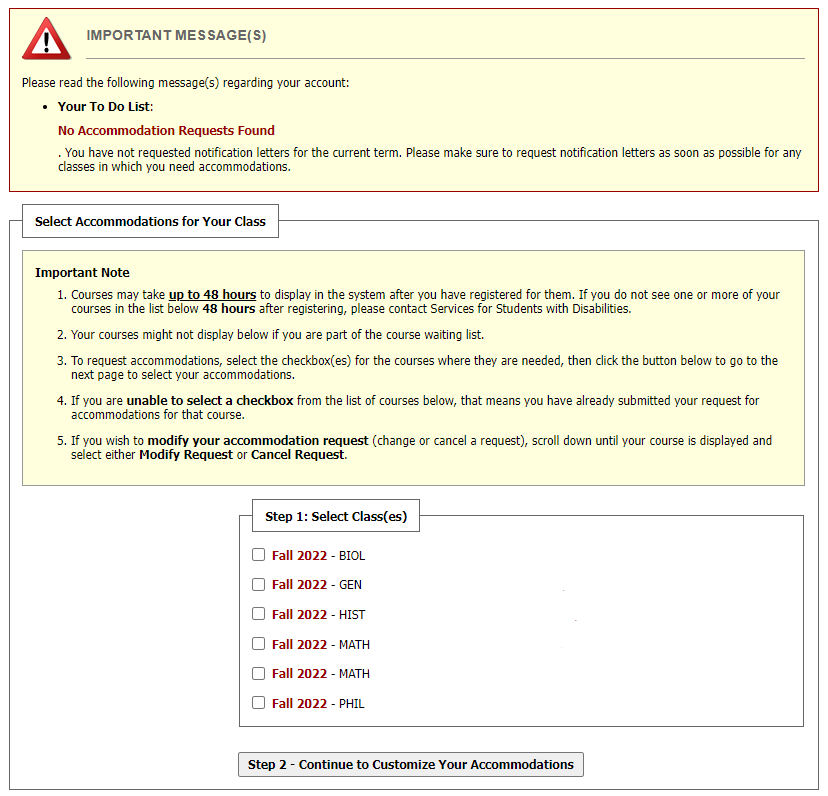 IMPORTANT MESSAGE(S)
Please read the following message(s) regarding your account:
• Your To Do List:
No Accommodation Requests Found
. You have not requested notification letters for the current term. Please make sure to request notification letters as soon as possible for any
classes in which you need accommodations.
Select Accommodations for Your Class
Important Note
1. Courses may take up to 48 hours to display in the system after you have registered for them. If you do not see one or more of your
courses in the list below 48 hours after registering, please contact Services for Students with Disabilities.
2. Your courses might not display below if you are part of the course waiting list.
3. To request accommodations, select the checkbox(es) for the courses where they are needed, then click the button below to go to the
next page to select your accommodations.
4. If you are unable to select a checkbox from the list of courses below, that means you have already submitted your request for
accommodations for that course.
5. If you wish to modify your accommodation request (change or cancel a request), scroll down until your course is displayed and
select either Modify Request or Cancel Request.
Step 1: Select Class(es)
Fall 2022 - BIOL
Fall 2022 - GEN
Fall 2022 - HIST
Fall 2022 - MATH
Fall 2022 - MATH
Fall 2022 - PHIL
Step 2 - Continue to Customize Your Accommodations